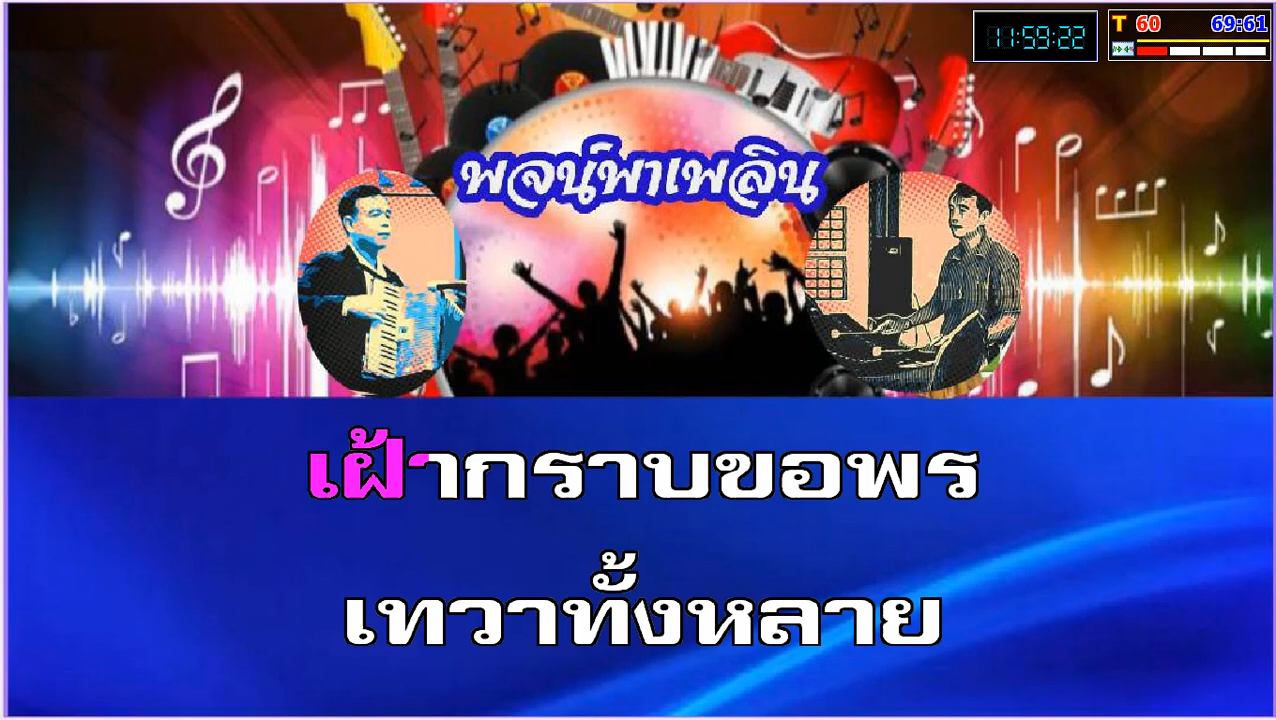 11:59:22
T 60 69:61
พจน์พาเพลิน
เฝ้ากราบขอพร
เทวาทั้งหลาย